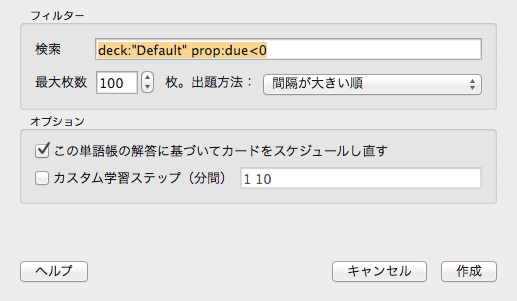 フィルター
検索 deck:"Default" prop:due<0
最大枚数 100 枚。出題方法： 間隔が大きい順
オプション
この単語帳の解答に基づいてカードをスケジュールし直す
カスタム学習ステップ（分間） 1 10
ヘルプ キャンセル 作成